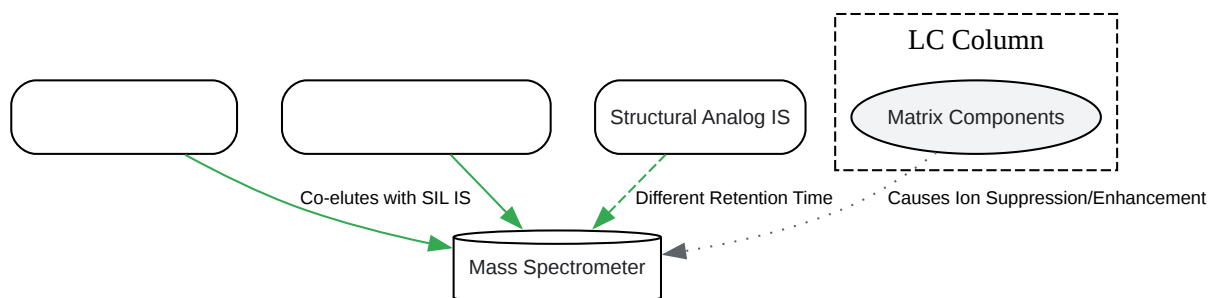 LC Column
Structural Analog IS
Matrix Components
Co-elutes with SIL IS
Different Retention Time
Causes Ion Suppression/Enhancement
Mass Spectrometer